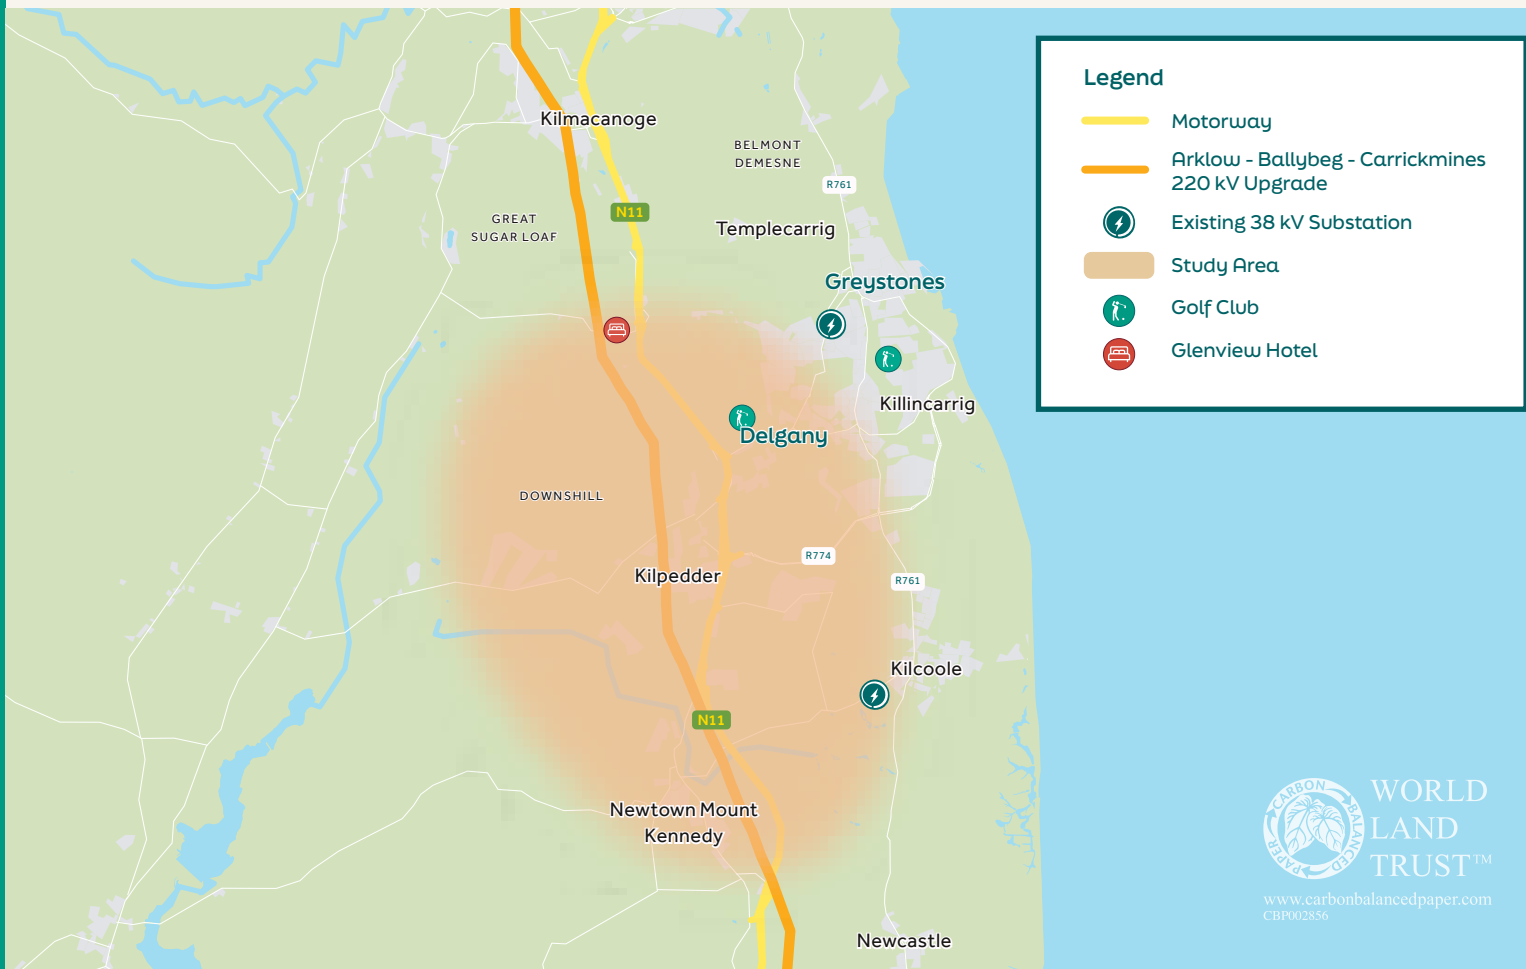 Legend
Motorway
Arklow - Ballybeg - Carrickmines
220 kV Upgrade
Existing 38 kV Substation
Study Area
Golf Club
Glenview Hotel
Kilmacanoge
BELMONT
DEMESNE
R761
N11
GREAT
SUGAR LOAF
Templecarrig
Greystones
Killincarrig
Delgany
DOWNSHILL
R774
Kilpedder
R761
Kilcoole
N11
Newtown Mount
Kennedy
Newcastle
CARBON
BALANCED
PAPER
WORLD
LAND
TRUST™
www.carbonbalancedpaper.com
CBP002856